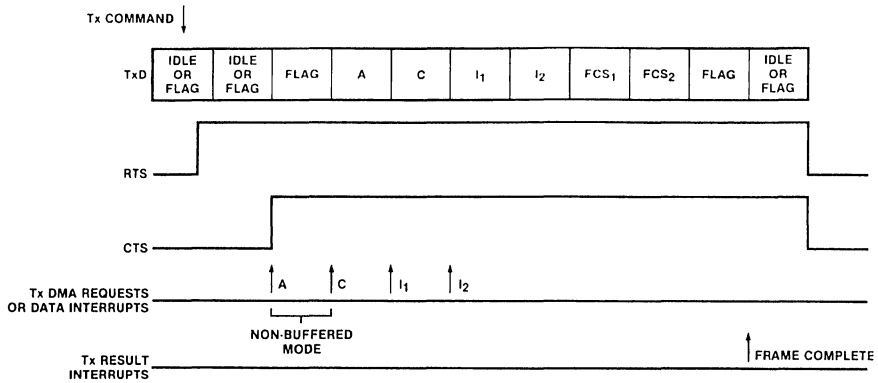 Tx COMMAND
TxD
IDLE OR FLAG
IDLE OR FLAG
FLAG
A
C
I₁
I₂
FCS₁
FCS₂
FLAG
IDLE OR FLAG
RTS
CTS
Tx DMA REQUESTS
OR DATA INTERRUPTS
A
C
I₁
I₂
NON-BUFFERED
MODE
Tx RESULT
INTERRUPTS
FRAME COMPLETE